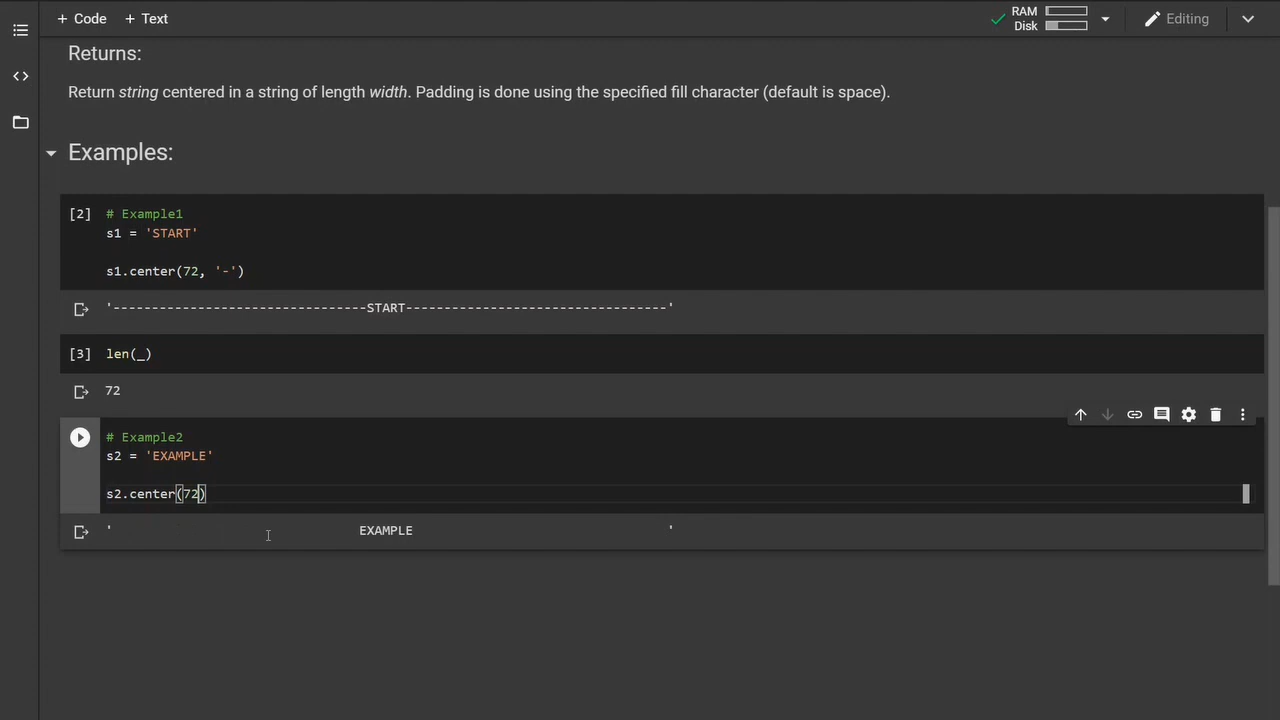 + Code + Text
RAM
Disk
Editing
Returns:
Return string centered in a string of length width. Padding is done using the specified fill character (default is space).
Examples:
[2] # Example1
s1 = 'START'
s1.center(72, '-')
'---------------------------------START----------------------------------'
[3] len(_)
72
# Example2
s2 = 'EXAMPLE'
s2.center(72)
'                                EXAMPLE                                 '